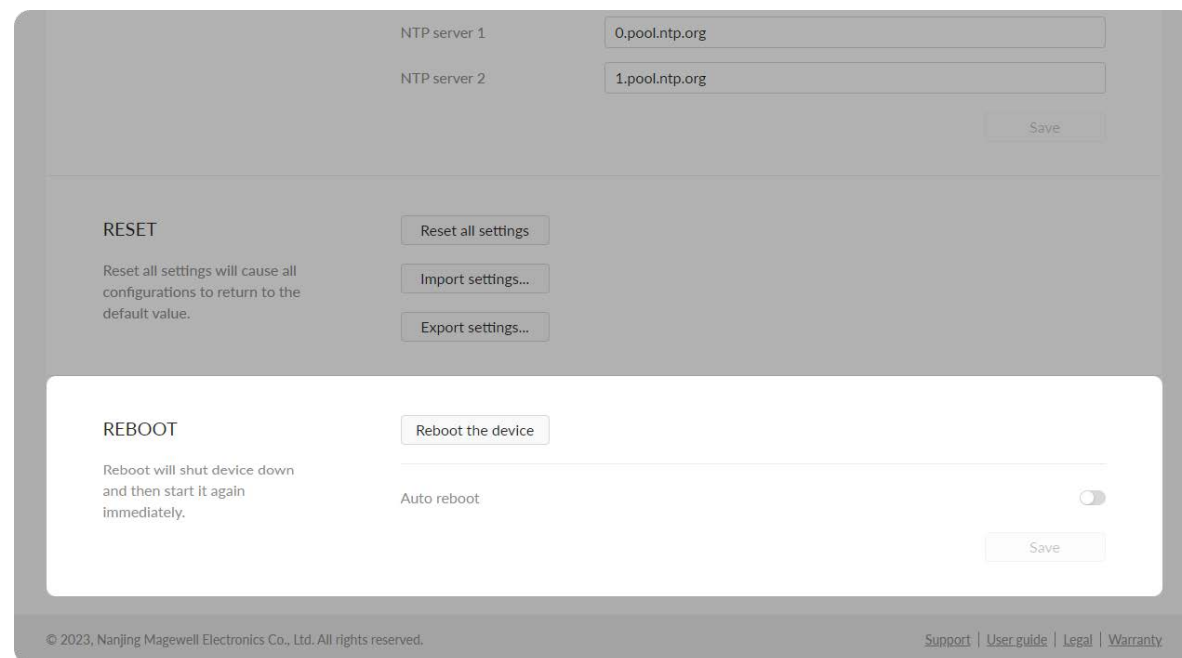 NTP server 1 0.pool.ntp.org
NTP server 2 1.pool.ntp.org
Save
RESET Reset all settings
Reset all settings will cause all
configurations to return to the
default value.
Import settings...
Export settings...
REBOOT Reboot the device
Reboot will shut device down
and then start it again
immediately.
Auto reboot
Save
© 2023, Nanjing Magewell Electronics Co., Ltd. All rights reserved. Support | User guide | Legal | Warranty